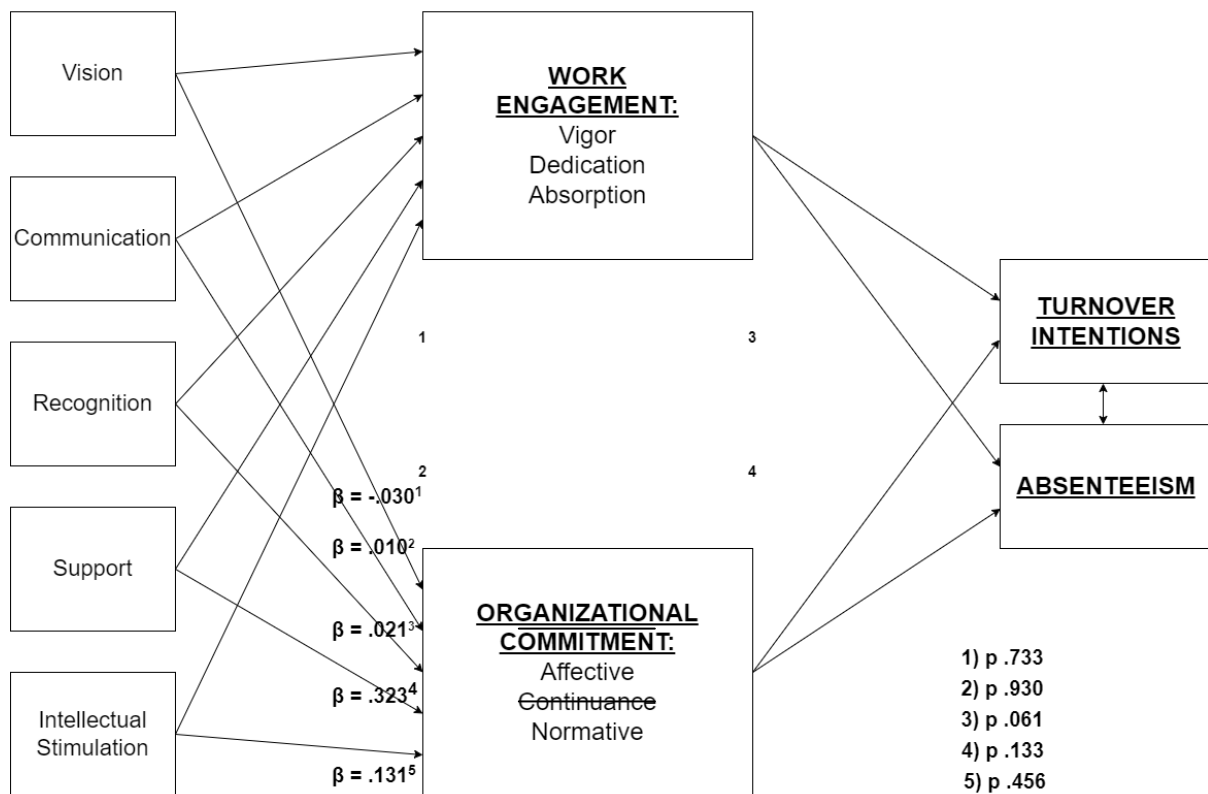 Vision
Communication
Recognition
Support
Intellectual
Stimulation
WORK
ENGAGEMENT:
Vigor
Dedication
Absorption
1
3
2
4
β = -.030¹
β = .010²
β = .021³
β = .323⁴
β = .131⁵
ORGANIZATIONAL
COMMITMENT:
Affective
Continuance
Normative
TURNOVER
INTENTIONS
ABSENTEEISM
1) p .733
2) p .930
3) p .061
4) p .133
5) p .456